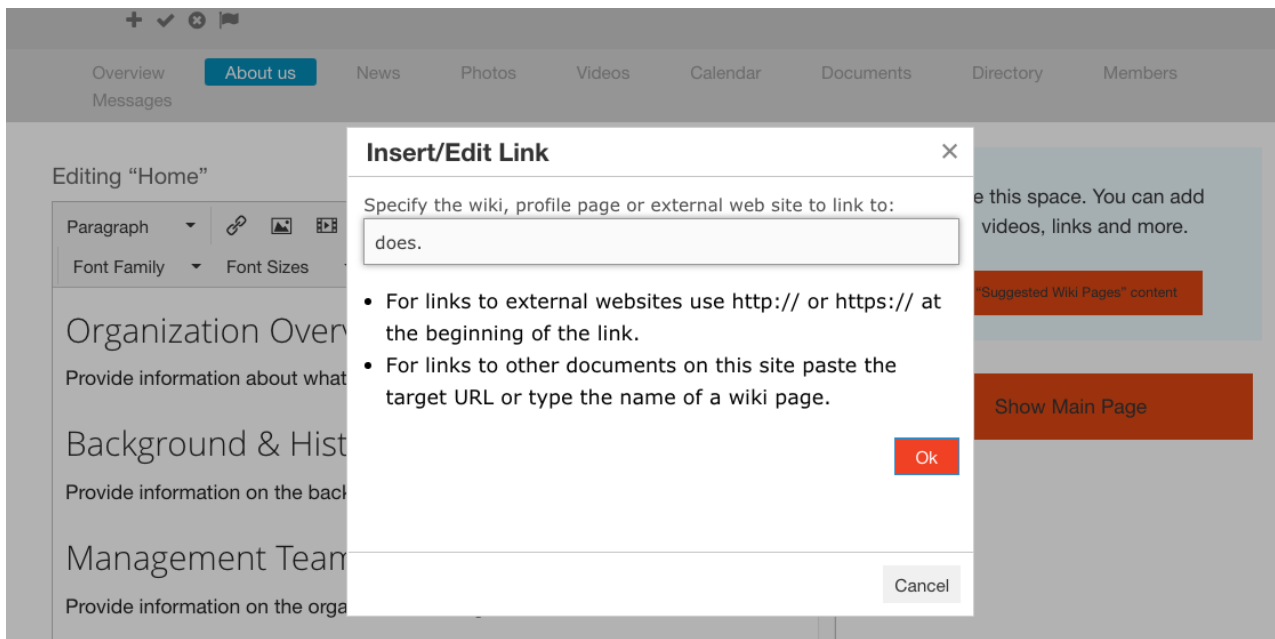 Overview About us News Photos Videos Calendar Documents Directory Members
Messages
Insert/Edit Link
Editing “Home”
Specify the wiki, profile page or external web site to link to:
e this space. You can add
Paragraph
videos, links and more.
does.
Font Family Font Sizes
“Suggested Wiki Pages” content
• For links to external websites use http:// or https:// at
the beginning of the link.
• For links to other documents on this site paste the
target URL or type the name of a wiki page.
Organization Over
Provide information about what
Show Main Page
Background & Hist
Ok
Provide information on the back
Management Team
Cancel
Provide information on the orga